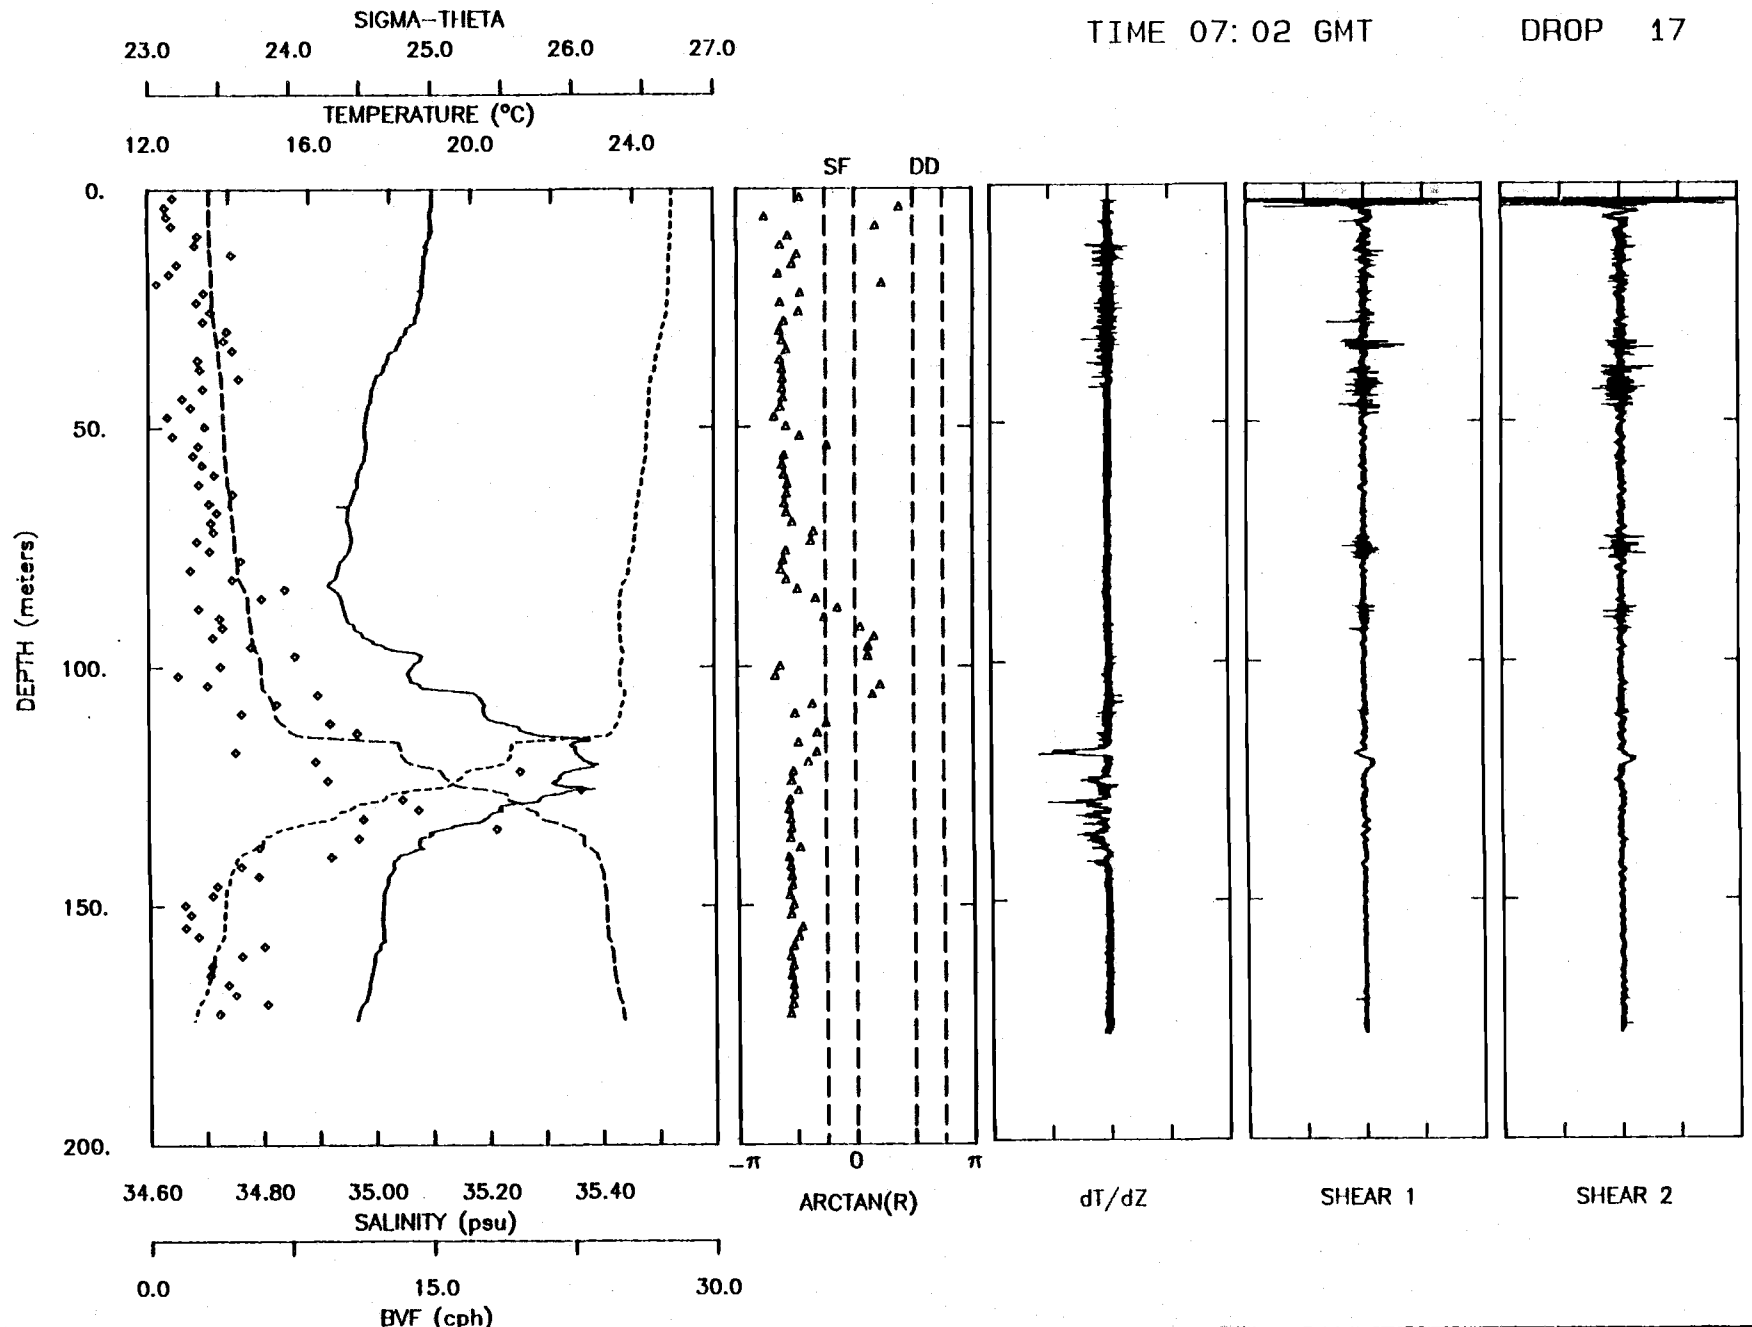 SIGMA-THETA
TIME 07:02 GMT DROP 17
23.0 24.0 25.0 26.0 27.0
TEMPERATURE (°C)
12.0 16.0 20.0 24.0
SF DD
0.
50.
100.
150.
200.
DEPTH (meters)
-π 0 π
34.60 34.80 35.00 35.20 35.40
SALINITY (psu)
ARCTAN(R) dT/dZ SHEAR 1 SHEAR 2
0.0 15.0 30.0
BVF (cph)